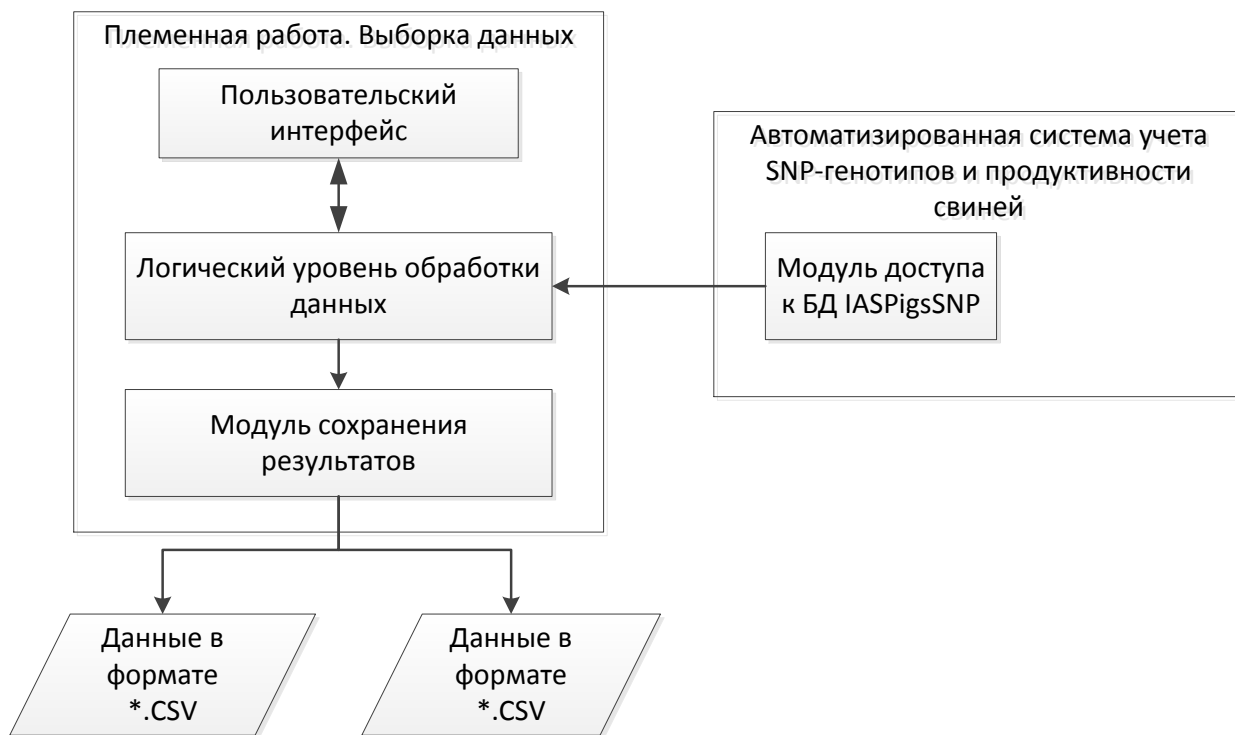 Племенная работа. Выборка данных
Пользовательский
интерфейс
Логический уровень обработки
данных
Модуль сохранения
результатов
Автоматизированная система учета
SNP-генотипов и продуктивности
свиней
Модуль доступа
к БД IASPigsSNP
Данные в
формате
*.CSV
Данные в
формате
*.CSV